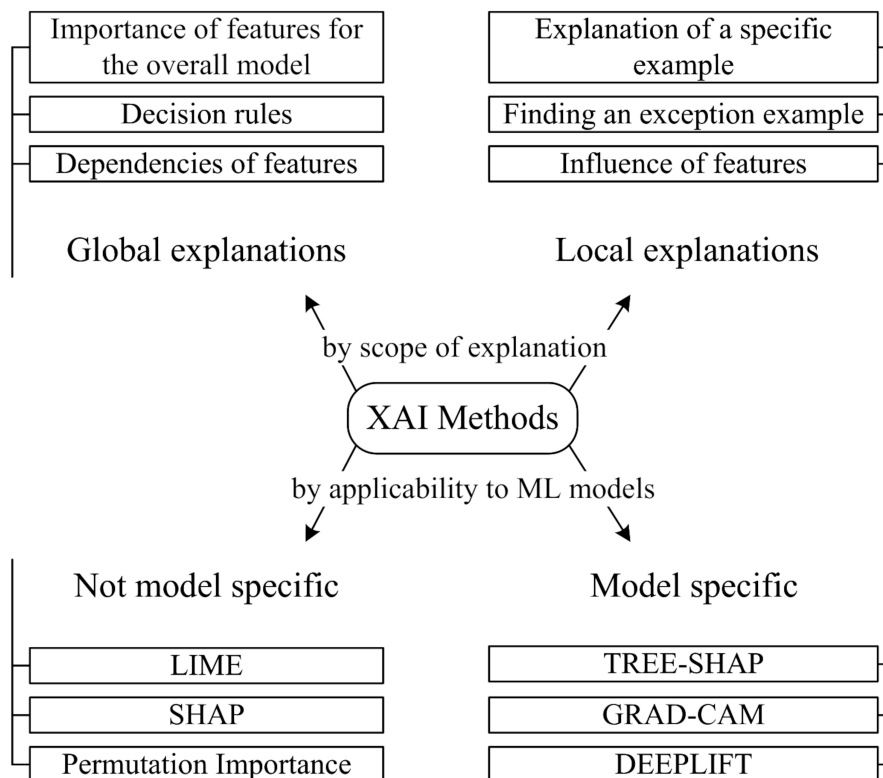 Importance of features for
the overall model
Decision rules
Dependencies of features
Global explanations
Explanation of a specific
example
Finding an exception example
Influence of features
Local explanations
by scope of explanation
XAI Methods
by applicability to ML models
Not model specific
LIME
SHAP
Permutation Importance
Model specific
TREE-SHAP
GRAD-CAM
DEEPLIFT